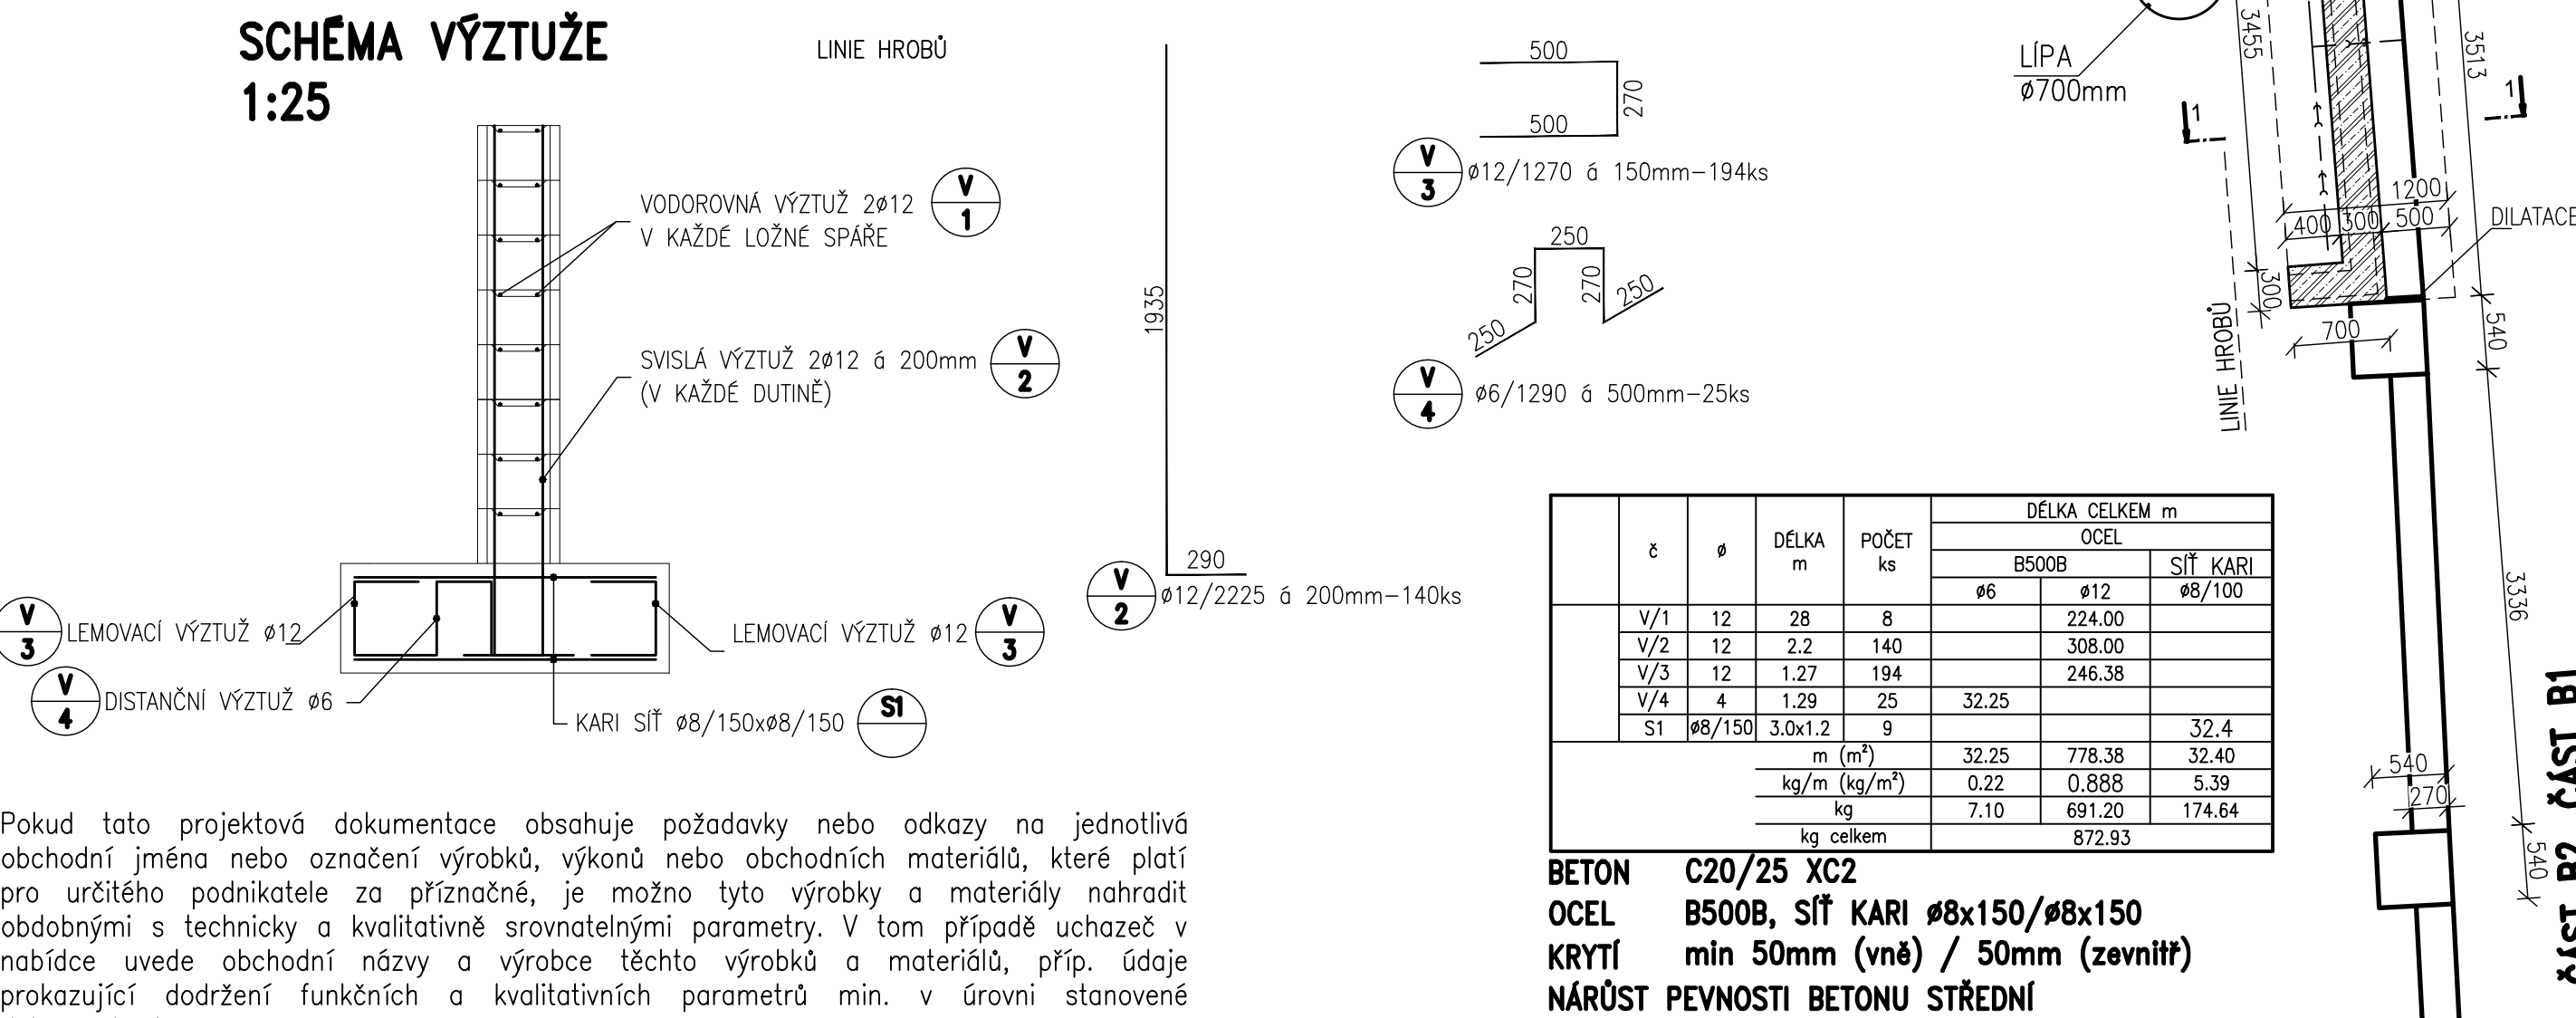 SCHÉMA VÝZTUŽE
1:25
LINIE HROBŮ
VODOROVNÁ VÝZTUŽ 2ø12
V KAŽDÉ LOŽNÉ SPÁŘE
V
1
SVISLÁ VÝZTUŽ 2ø12 á 200mm
(V KAŽDÉ DUTINĚ)
V
2
V
3
LEMOVACÍ VÝZTUŽ ø12
LEMOVACÍ VÝZTUŽ ø12
V
3
V
4
DISTANČNÍ VÝZTUŽ ø6
KARI SÍŤ ø8/150xø8/150
S1
1935
290
V
2
ø12/2225 á 200mm-140ks
500
270
500
V
3
ø12/1270 á 150mm-194ks
250
270
270
250
250
V
4
ø6/1290 á 500mm-25ks
LÍPA
ø700mm
3455
3513
1
1
1200
400 300 500
DILATACE
300
LINIE HROBŮ
700
540
3336
540
270
540
ČÁST B2 ČÁST B1
č ø DÉLKA m POČET ks DÉLKA CELKEM m
OCEL
B500B SÍŤ KARI
ø6 ø12 ø8/100
V/1 12 28 8 224.00
V/2 12 2.2 140 308.00
V/3 12 1.27 194 246.38
V/4 4 1.29 25 32.25
S1 ø8/150 3.0x1.2 9 32.4
m (m²) 32.25 778.38 32.40
kg/m (kg/m²) 0.22 0.888 5.39
kg 7.10 691.20 174.64
kg celkem 872.93
BETON C20/25 XC2
OCEL B500B, SÍŤ KARI ø8x150/ø8x150
KRYTÍ min 50mm (vně) / 50mm (zevnitř)
NÁRŮST PEVNOSTI BETONU STŘEDNÍ
Pokud tato projektová dokumentace obsahuje požadavky nebo odkazy na jednotlivá
obchodní jména nebo označení výrobků, výkonů nebo obchodních materiálů, které platí
pro určitého podnikatele za příznačné, je možno tyto výrobky a materiály nahradit
obdobnými s technicky a kvalitativně srovnatelnými parametry. V tom případě uchazeč v
nabídce uvede obchodní názvy a výrobce těchto výrobků a materiálů, příp. údaje
prokazující dodržení funkčních a kvalitativních parametrů min. v úrovni stanovené